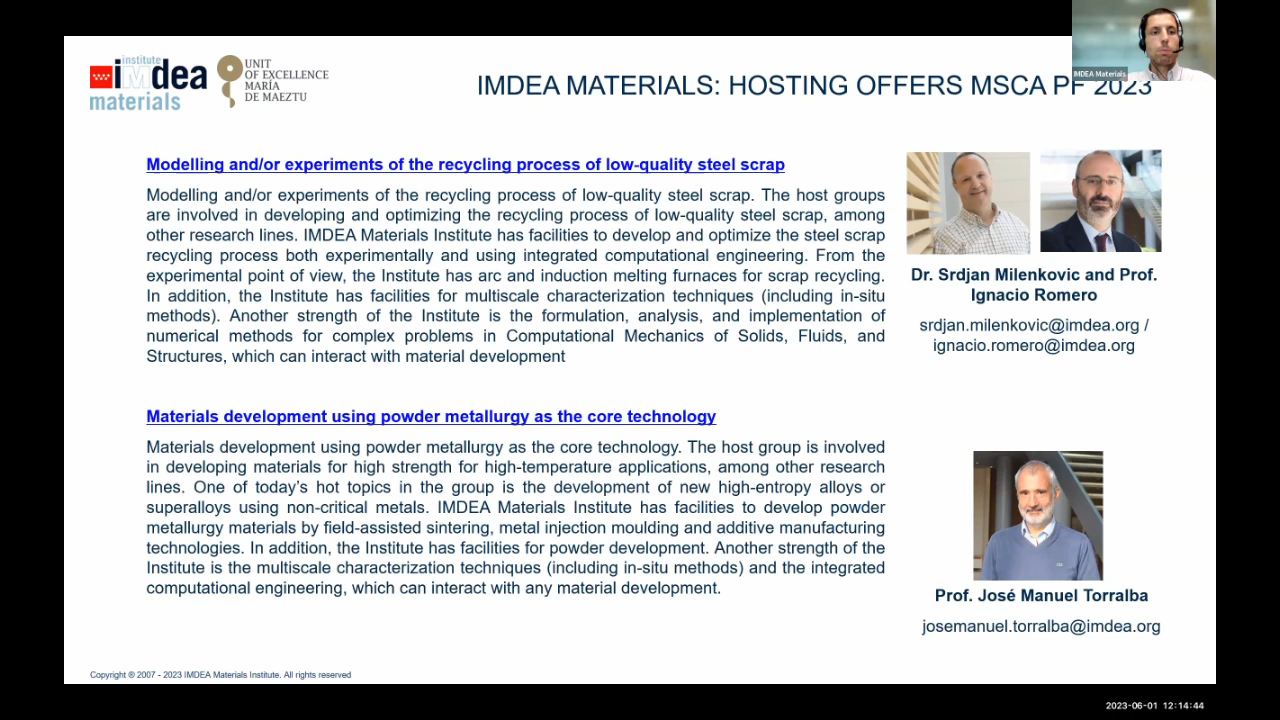 institute
imdea
materials
UNIT
OF EXCELLENCE
MARÍA
DE MAEZTU
IMDEA MATERIALS: HOSTING OFFERS MSCA PF 2023
IMDEA Materials
Modelling and/or experiments of the recycling process of low-quality steel scrap
Modelling and/or experiments of the recycling process of low-quality steel scrap. The host groups
are involved in developing and optimizing the recycling process of low-quality steel scrap, among
other research lines. IMDEA Materials Institute has facilities to develop and optimize the steel scrap
recycling process both experimentally and using integrated computational engineering. From the
experimental point of view, the Institute has arc and induction melting furnaces for scrap recycling.
In addition, the Institute has facilities for multiscale characterization techniques (including in-situ
methods). Another strength of the Institute is the formulation, analysis, and implementation of
numerical methods for complex problems in Computational Mechanics of Solids, Fluids, and
Structures, which can interact with material development
Dr. Srdjan Milenkovic and Prof.
Ignacio Romero
srdjan.milenkovic@imdea.org /
ignacio.romero@imdea.org
Materials development using powder metallurgy as the core technology
Materials development using powder metallurgy as the core technology. The host group is involved
in developing materials for high strength for high-temperature applications, among other research
lines. One of today's hot topics in the group is the development of new high-entropy alloys or
superalloys using non-critical metals. IMDEA Materials Institute has facilities to develop powder
metallurgy materials by field-assisted sintering, metal injection moulding and additive manufacturing
technologies. In addition, the Institute has facilities for powder development. Another strength of the
Institute is the multiscale characterization techniques (including in-situ methods) and the integrated
computational engineering, which can interact with any material development.
Prof. José Manuel Torralba
josemanuel.torralba@imdea.org
Copyright ® 2007 - 2023 IMDEA Materials Institute. All rights reserved
2023-06-01 12:14:44